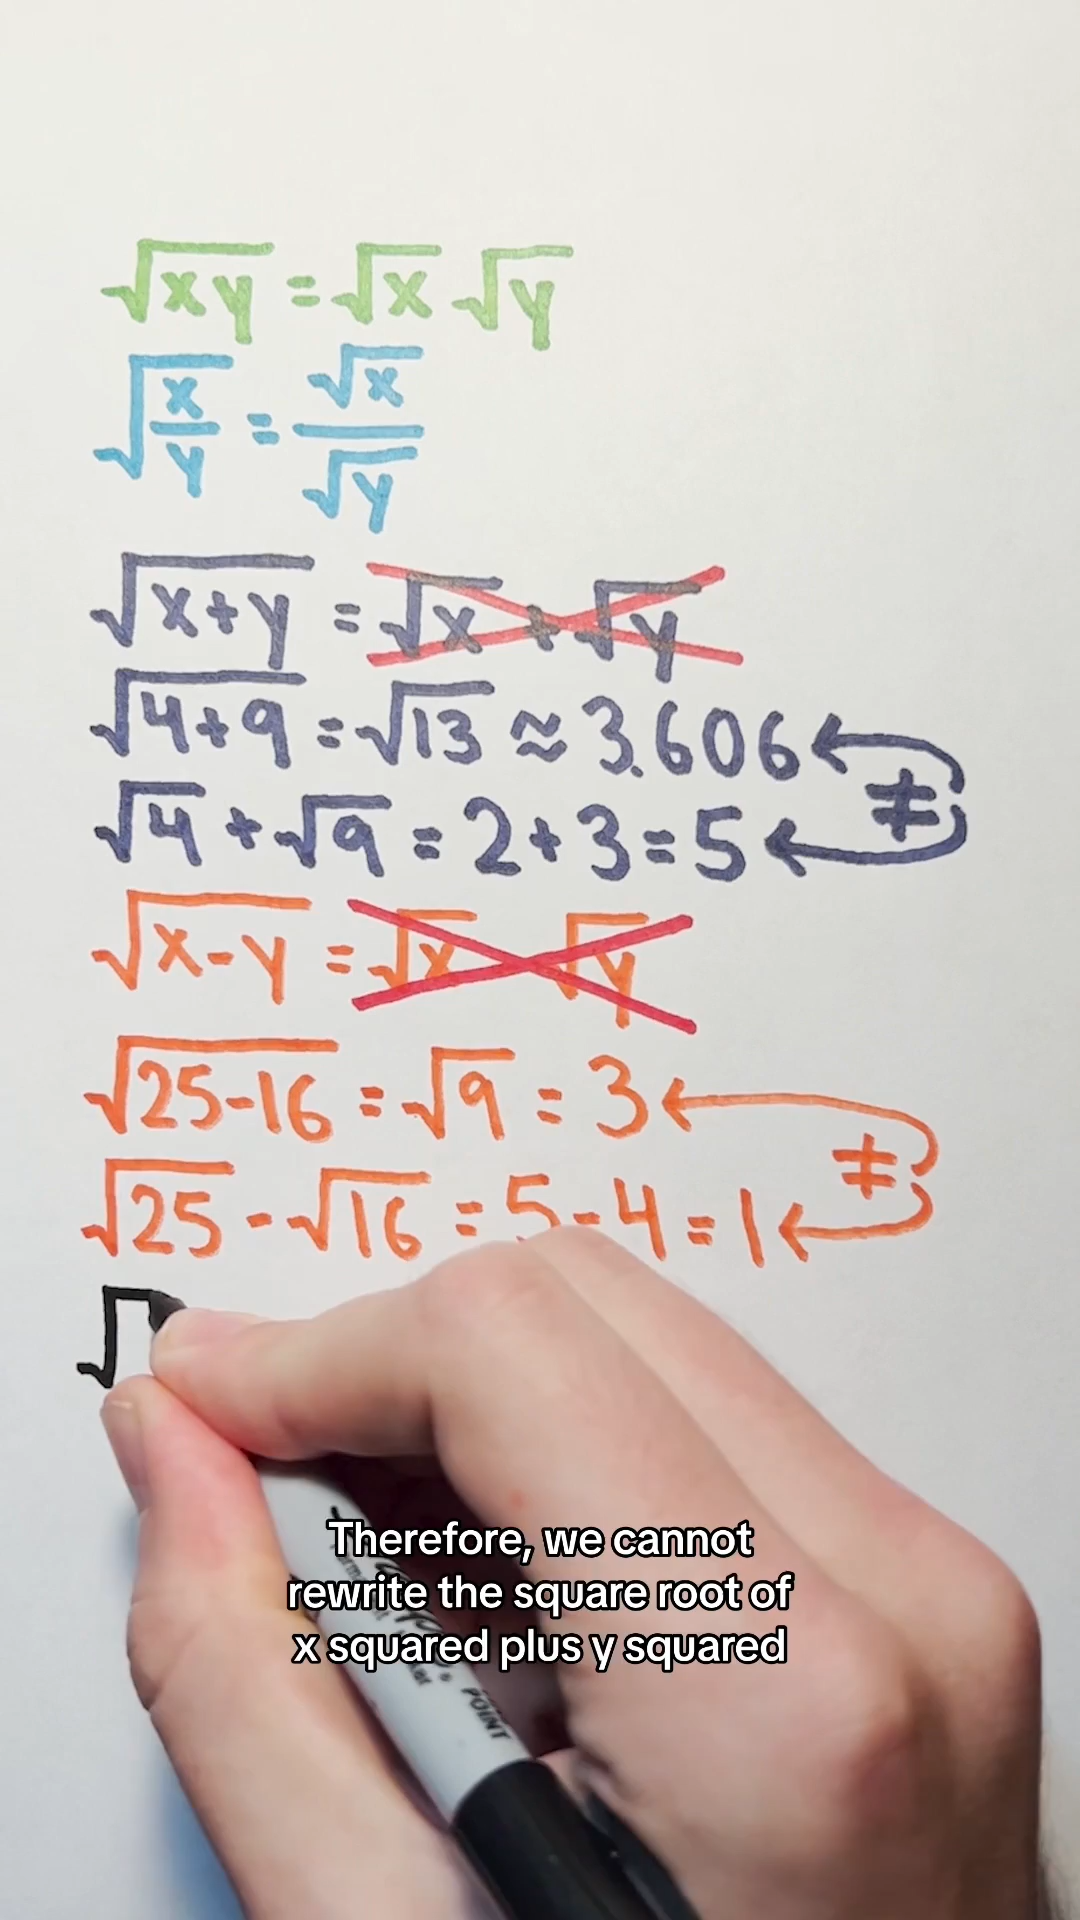 √xy = √x √y
√(x/y) = √x/√y
√(x+y) = √x + √y
√(4+9) = √13 ≈ 3.606
≠
√4 + √9 = 2+3=5
√(x-y) = √x √y
√(25-16) = √9 = 3
≠
√25 - √16 = 5-4=1
√
Therefore, we cannot
rewrite the square root of
x squared plus y squared
POINT